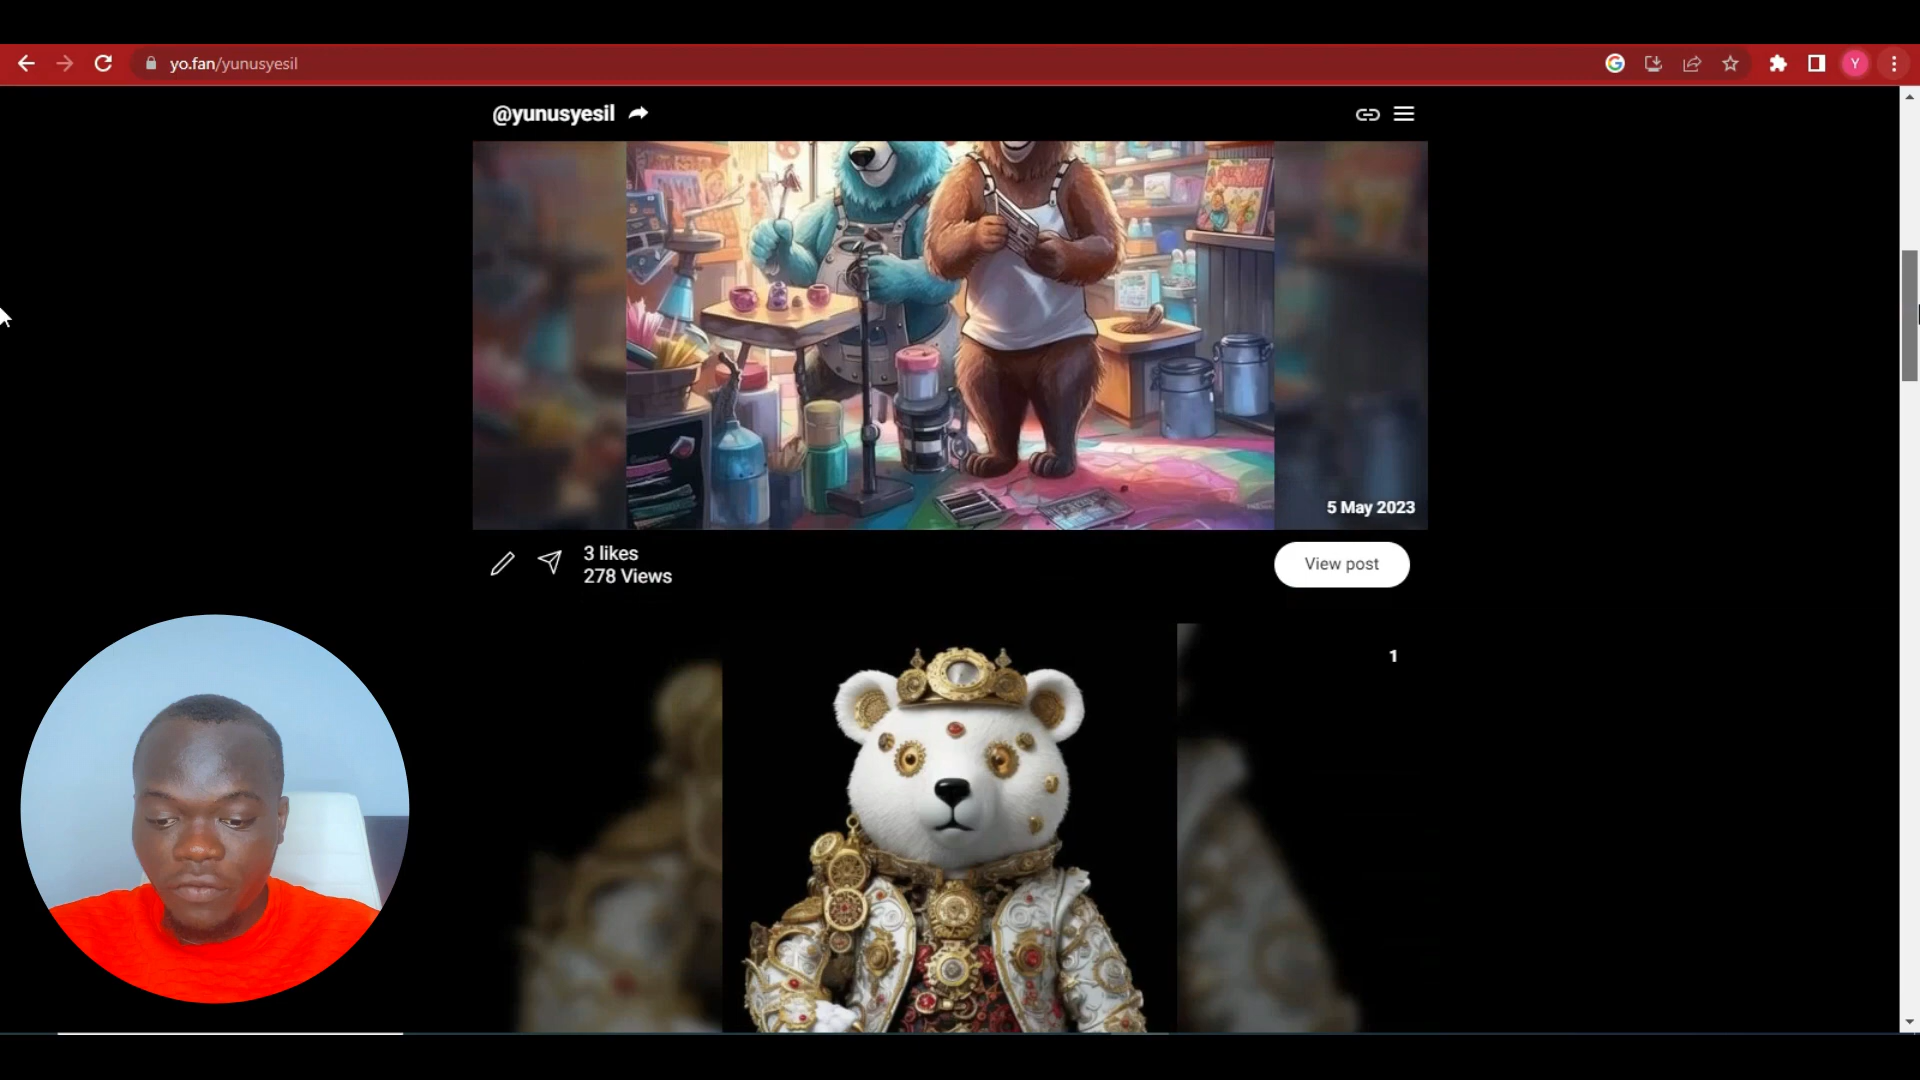 yo.fan/yunusyesil
Y
@yunusyesil
5 May 2023
3 likes
278 Views
View post
1